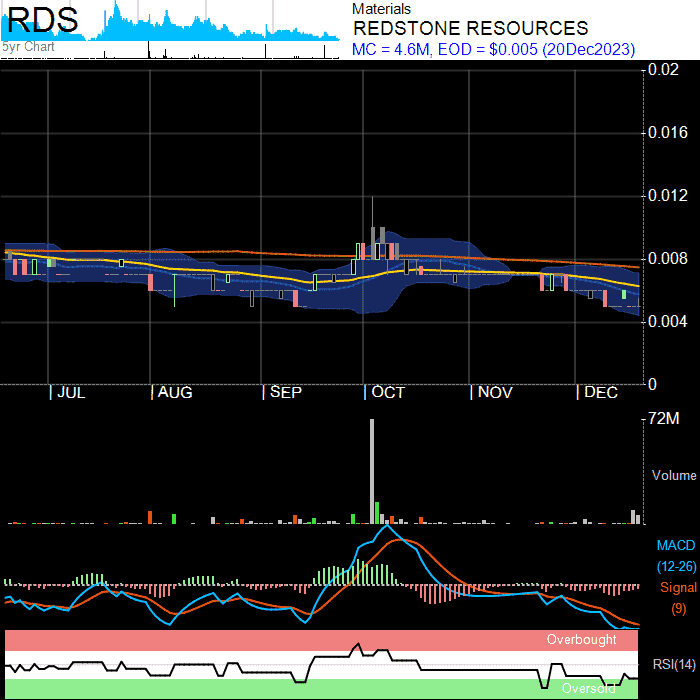 RDS
5yr Chart
Materials
REDSTONE RESOURCES
MC = 4.6M, EOD = $0.005 (20Dec2023)
0.02
0.016
0.012
0.008
0.004
0
JUL
AUG
SEP
OCT
NOV
DEC
72M
Volume
MACD
(12-26)
Signal
(9)
Overbought
RSI(14)
Oversold